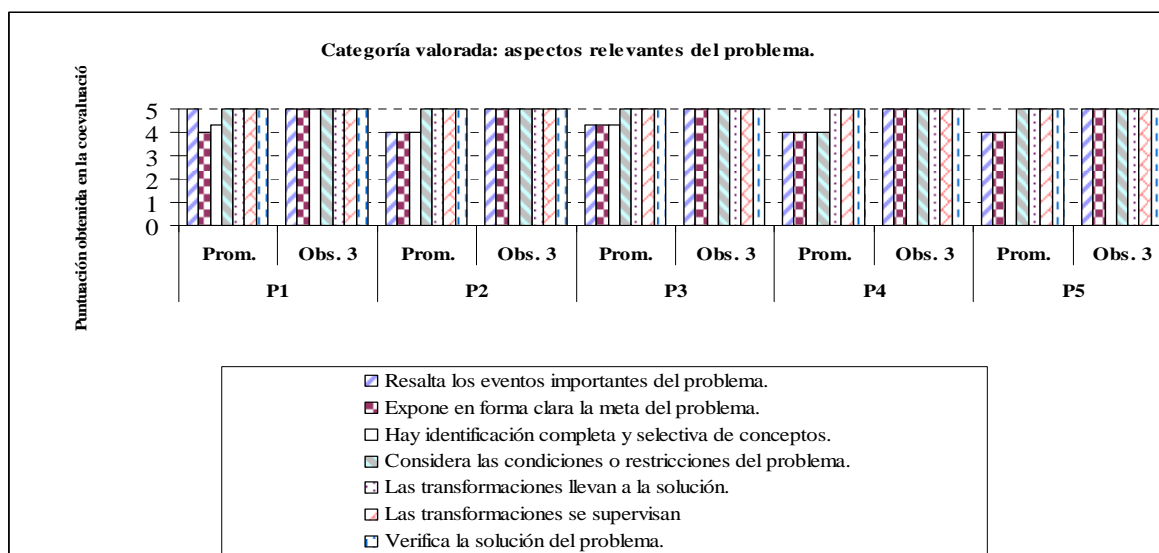 Categoría valorada: aspectos relevantes del problema.
Puntuación obtenida en la coevaluació
5
4
3
2
1
0
Prom. Obs. 3 Prom. Obs. 3 Prom. Obs. 3 Prom. Obs. 3 Prom. Obs. 3
P1 P2 P3 P4 P5
Resalta los eventos importantes del problema.
Expone en forma clara la meta del problema.
Hay identificación completa y selectiva de conceptos.
Considera las condiciones o restricciones del problema.
Las transformaciones llevan a la solución.
Las transformaciones se supervisan
Verifica la solución del problema.